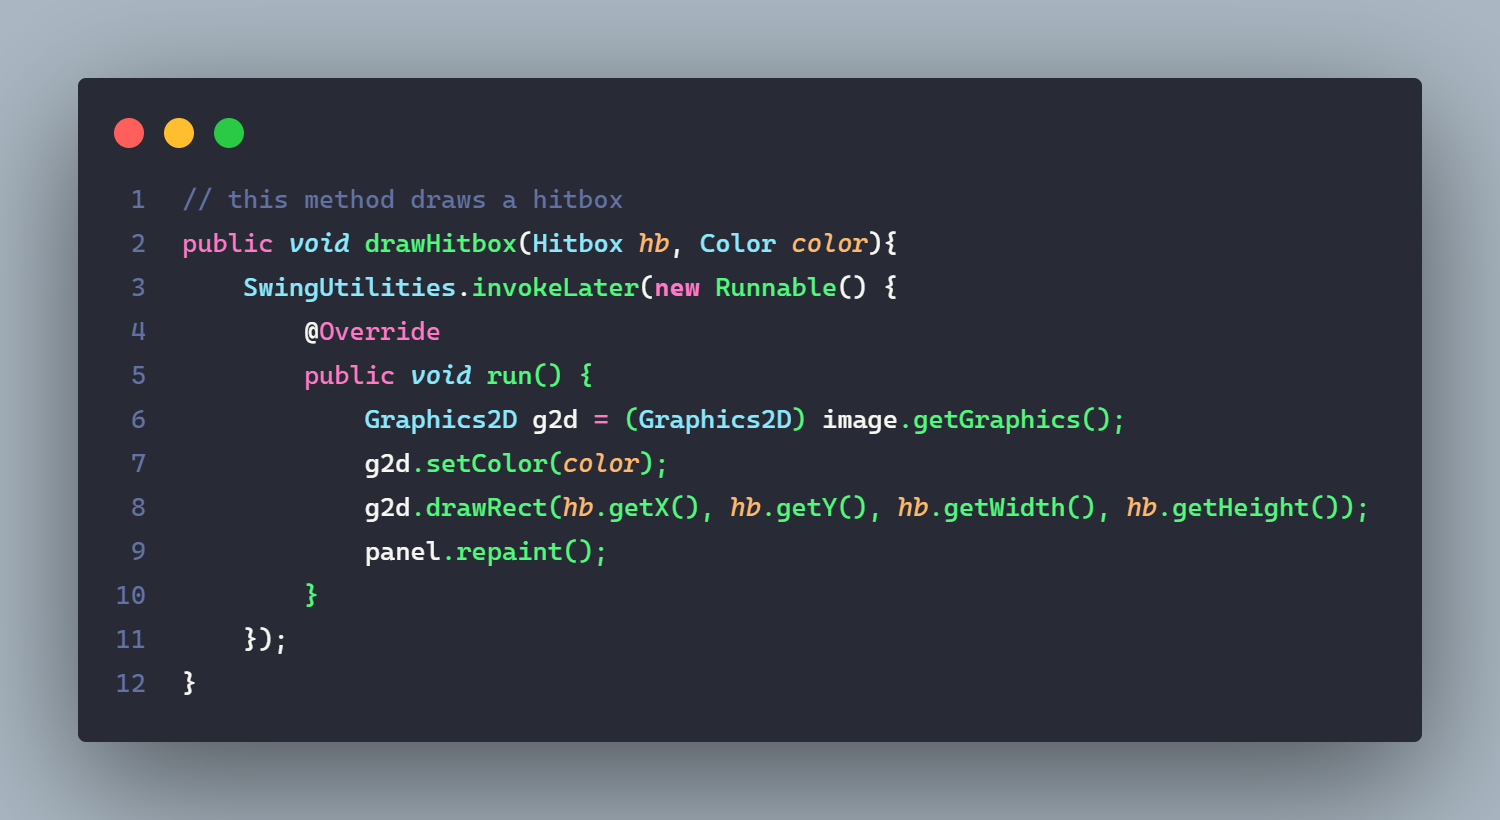 1 // this method draws a hitbox
2 public void drawHitbox(Hitbox hb, Color color){
3     SwingUtilities.invokeLater(new Runnable() {
4         @Override
5         public void run() {
6             Graphics2D g2d = (Graphics2D) image.getGraphics();
7             g2d.setColor(color);
8             g2d.drawRect(hb.getX(), hb.getY(), hb.getWidth(), hb.getHeight());
9             panel.repaint();
10         }
11     });
12 }